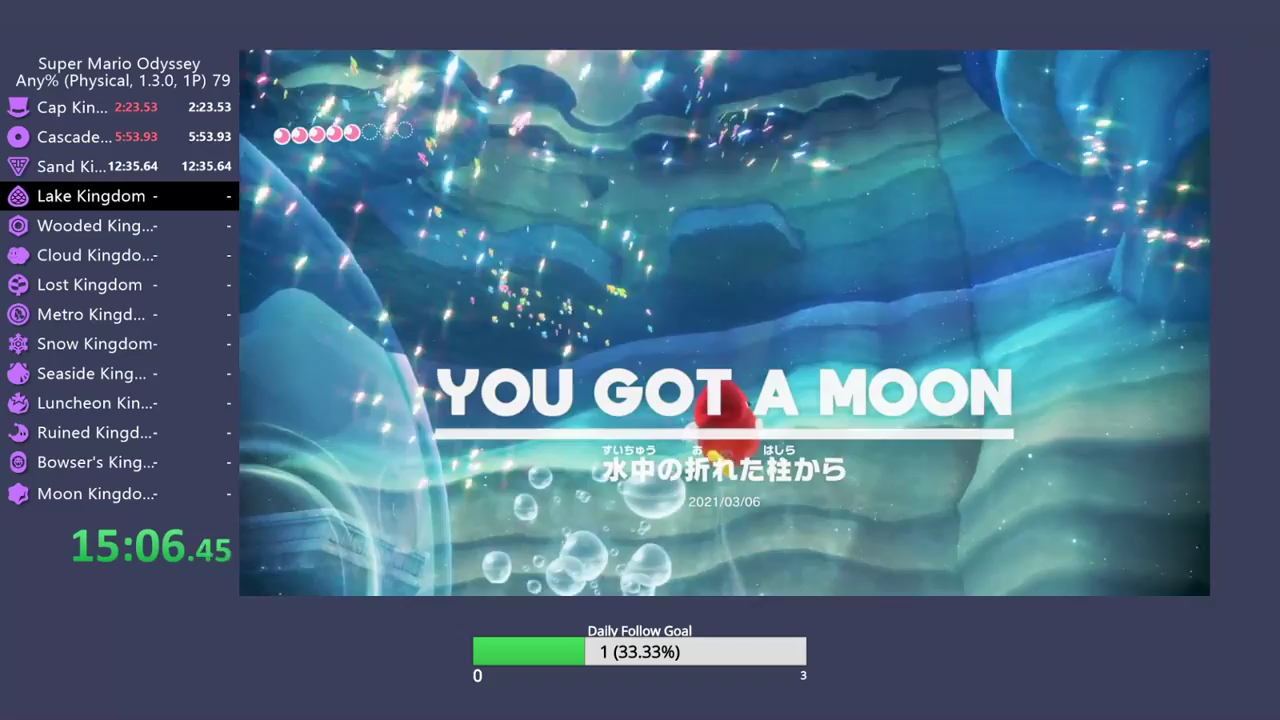 Super Mario Odyssey
Any% (Physical, 1.3.0, 1P) 79
Cap Kin... 2:23.53 2:23.53
Cascade... 5:53.93 5:53.93
Sand Ki... 12:35.64 12:35.64
Lake Kingdom - -
Wooded King... - -
Cloud Kingdo... - -
Lost Kingdom - -
Metro Kingd... - -
Snow Kingdom - -
Seaside King... - -
Luncheon Kin... - -
Ruined Kingd... - -
Bowser's King... - -
Moon Kingdo... - -
15:06.45
YOU GOT A MOON
すいちゅう お はしら
水中の折れた柱から
2021/03/06
Daily Follow Goal
1 (33.33%)
0 3